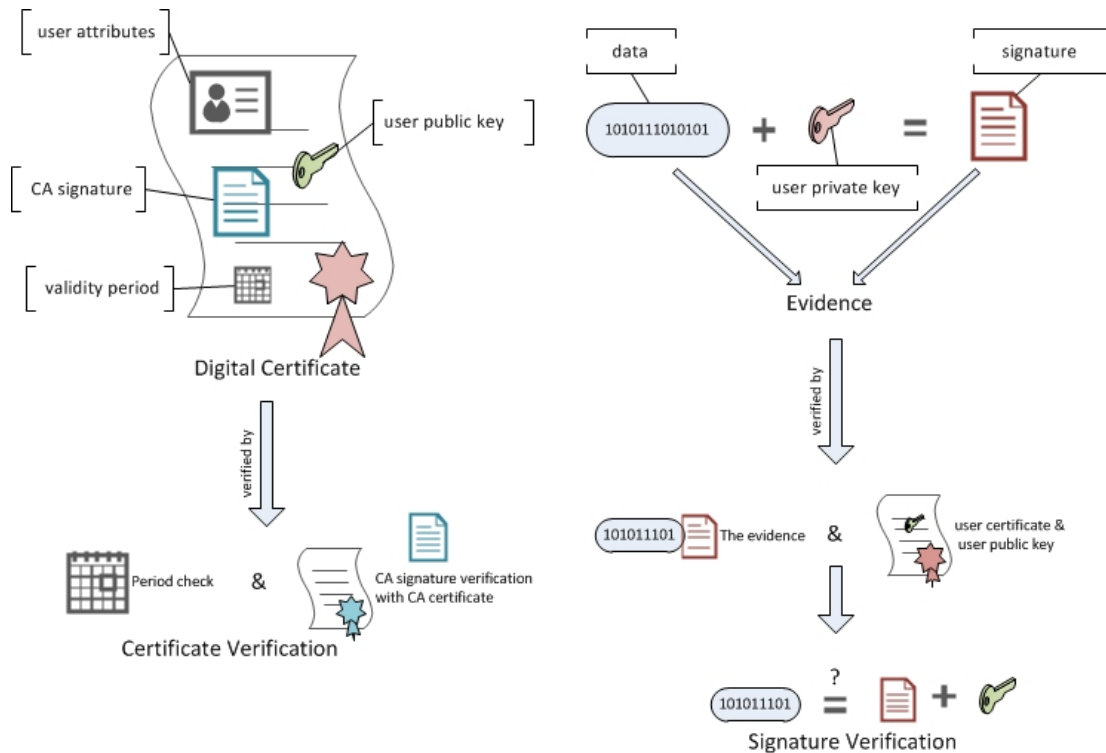 user attributes
user public key
CA signature
validity period
Digital Certificate
verified by
Period check
&
CA signature verification
with CA certificate
Certificate Verification
data
signature
1010111010101
+
=
user private key
Evidence
verified by
101011101
The evidence
&
user certificate &
user public key
?
101011101
=
+
Signature Verification